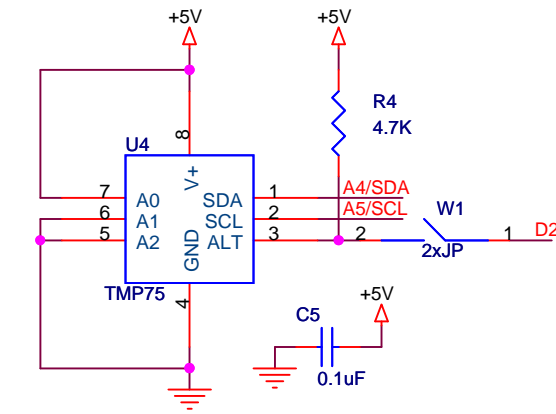 +5V +5V
R4
4.7K
U4
8
V+
7 A0 SDA 1 A4/SDA
6 A1 SCL 2 A5/SCL W1
5 A2 ALT 3 2 1 D2
GND 2xJP
TMP75 4
+5V
C5
0.1uF